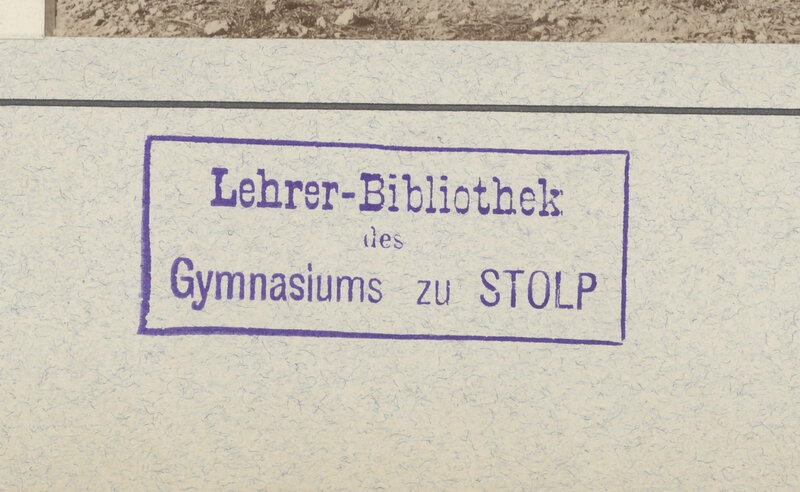 Lehrer-Bibliothek
des
Gymnasiums zu STOLP